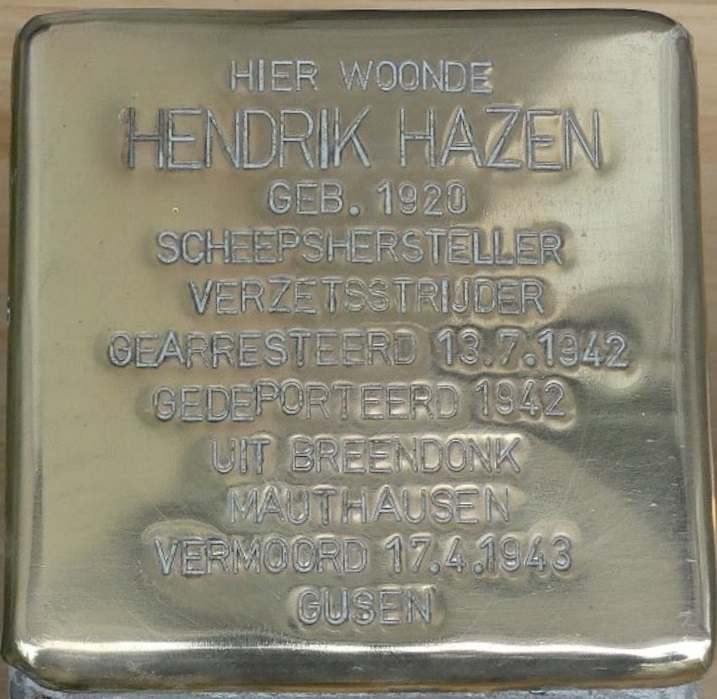 HIER WOONDE
HENDRIK HAZEN
GEB. 1920
SCHEEPSHERSTELLER
VERZETSSTRIJDER
GEARRESTEERD 13.7.1942
GEDEPORTEERD 1942
UIT BREENDONK
MAUTHAUSEN
VERMOORD 17.4.1943
GUSEN